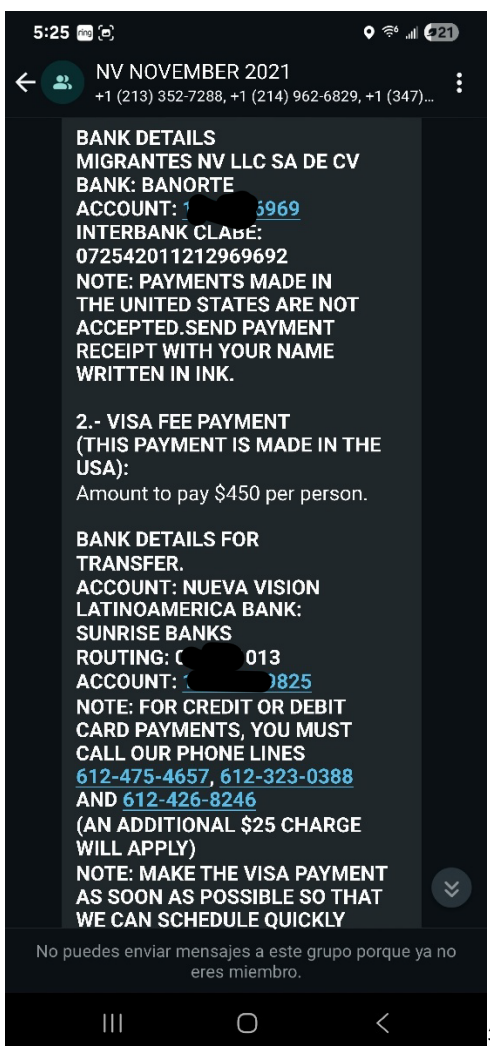 5:25 ring 21
NV NOVEMBER 2021
+1 (213) 352-7288, +1 (214) 962-6829, +1 (347)...
BANK DETAILS
MIGRANTES NV LLC SA DE CV
BANK: BANORTE
ACCOUNT: 1 6969
INTERBANK CLABE:
072542011212969692
NOTE: PAYMENTS MADE IN
THE UNITED STATES ARE NOT
ACCEPTED.SEND PAYMENT
RECEIPT WITH YOUR NAME
WRITTEN IN INK.
2.- VISA FEE PAYMENT
(THIS PAYMENT IS MADE IN THE
USA):
Amount to pay $450 per person.
BANK DETAILS FOR
TRANSFER.
ACCOUNT: NUEVA VISION
LATINOAMERICA BANK:
SUNRISE BANKS
ROUTING: 013
ACCOUNT: 1 9825
NOTE: FOR CREDIT OR DEBIT
CARD PAYMENTS, YOU MUST
CALL OUR PHONE LINES
612-475-4657, 612-323-0388
AND 612-426-8246
(AN ADDITIONAL $25 CHARGE
WILL APPLY)
NOTE: MAKE THE VISA PAYMENT
AS SOON AS POSSIBLE SO THAT
WE CAN SCHEDULE QUICKLY
No puedes enviar mensajes a este grupo porque ya no
eres miembro.